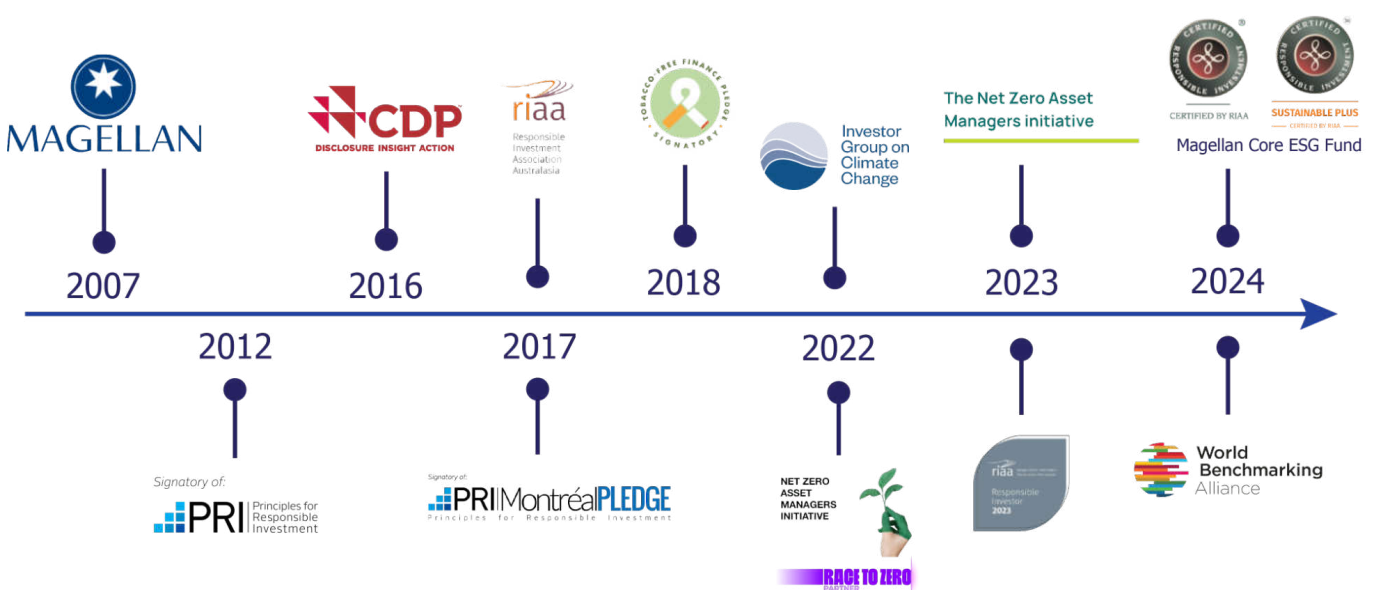 MAGELLAN
CDP
DISCLOSURE INSIGHT ACTION
riaa
Responsible
Investment
Association
Australasia
TOBACCO-FREE FINANCE PLEDGE
SIGNATORY
Investor
Group on
Climate
Change
The Net Zero Asset
Managers initiative
CERTIFIED
RESPONSIBLE INVESTMENT
CERTIFIED BY RIAA
CERTIFIED
RESPONSIBLE INVESTMENT
SUSTAINABLE PLUS
CERTIFIED BY RIAA
Magellan Core ESG Fund
2007
2016
2018
2023
2024
2012
2017
2022
Signatory of:
PRI
Principles for
Responsible
Investment
Signatory of:
PRI MontréalPLEDGE
Principles for Responsible Investment
NET ZERO
ASSET
MANAGERS
INITIATIVE
RACE TO ZERO
PARTNER
riaa
Responsible
Investor
2023
World
Benchmarking
Alliance